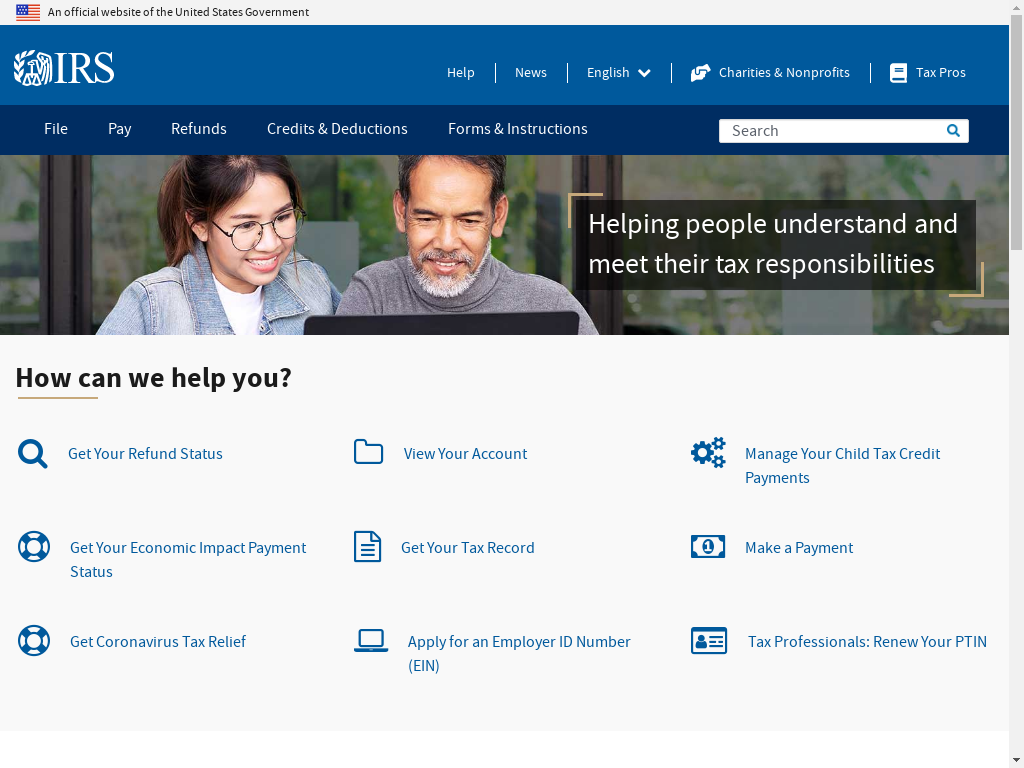 An official website of the United States Government
IRS
Help
News
English
Charities & Nonprofits
Tax Pros
File
Pay
Refunds
Credits & Deductions
Forms & Instructions
Search
Helping people understand and
meet their tax responsibilities
How can we help you?
Get Your Refund Status
View Your Account
Manage Your Child Tax Credit
Payments
Get Your Economic Impact Payment
Status
Get Your Tax Record
Make a Payment
Get Coronavirus Tax Relief
Apply for an Employer ID Number
(EIN)
Tax Professionals: Renew Your PTIN